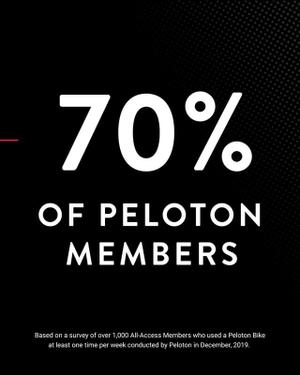 70%
OF PELOTON
MEMBERS
Based on a survey of over 1,000 All-Access Members who used a Peloton Bike
at least one time per week conducted by Peloton in December, 2019.